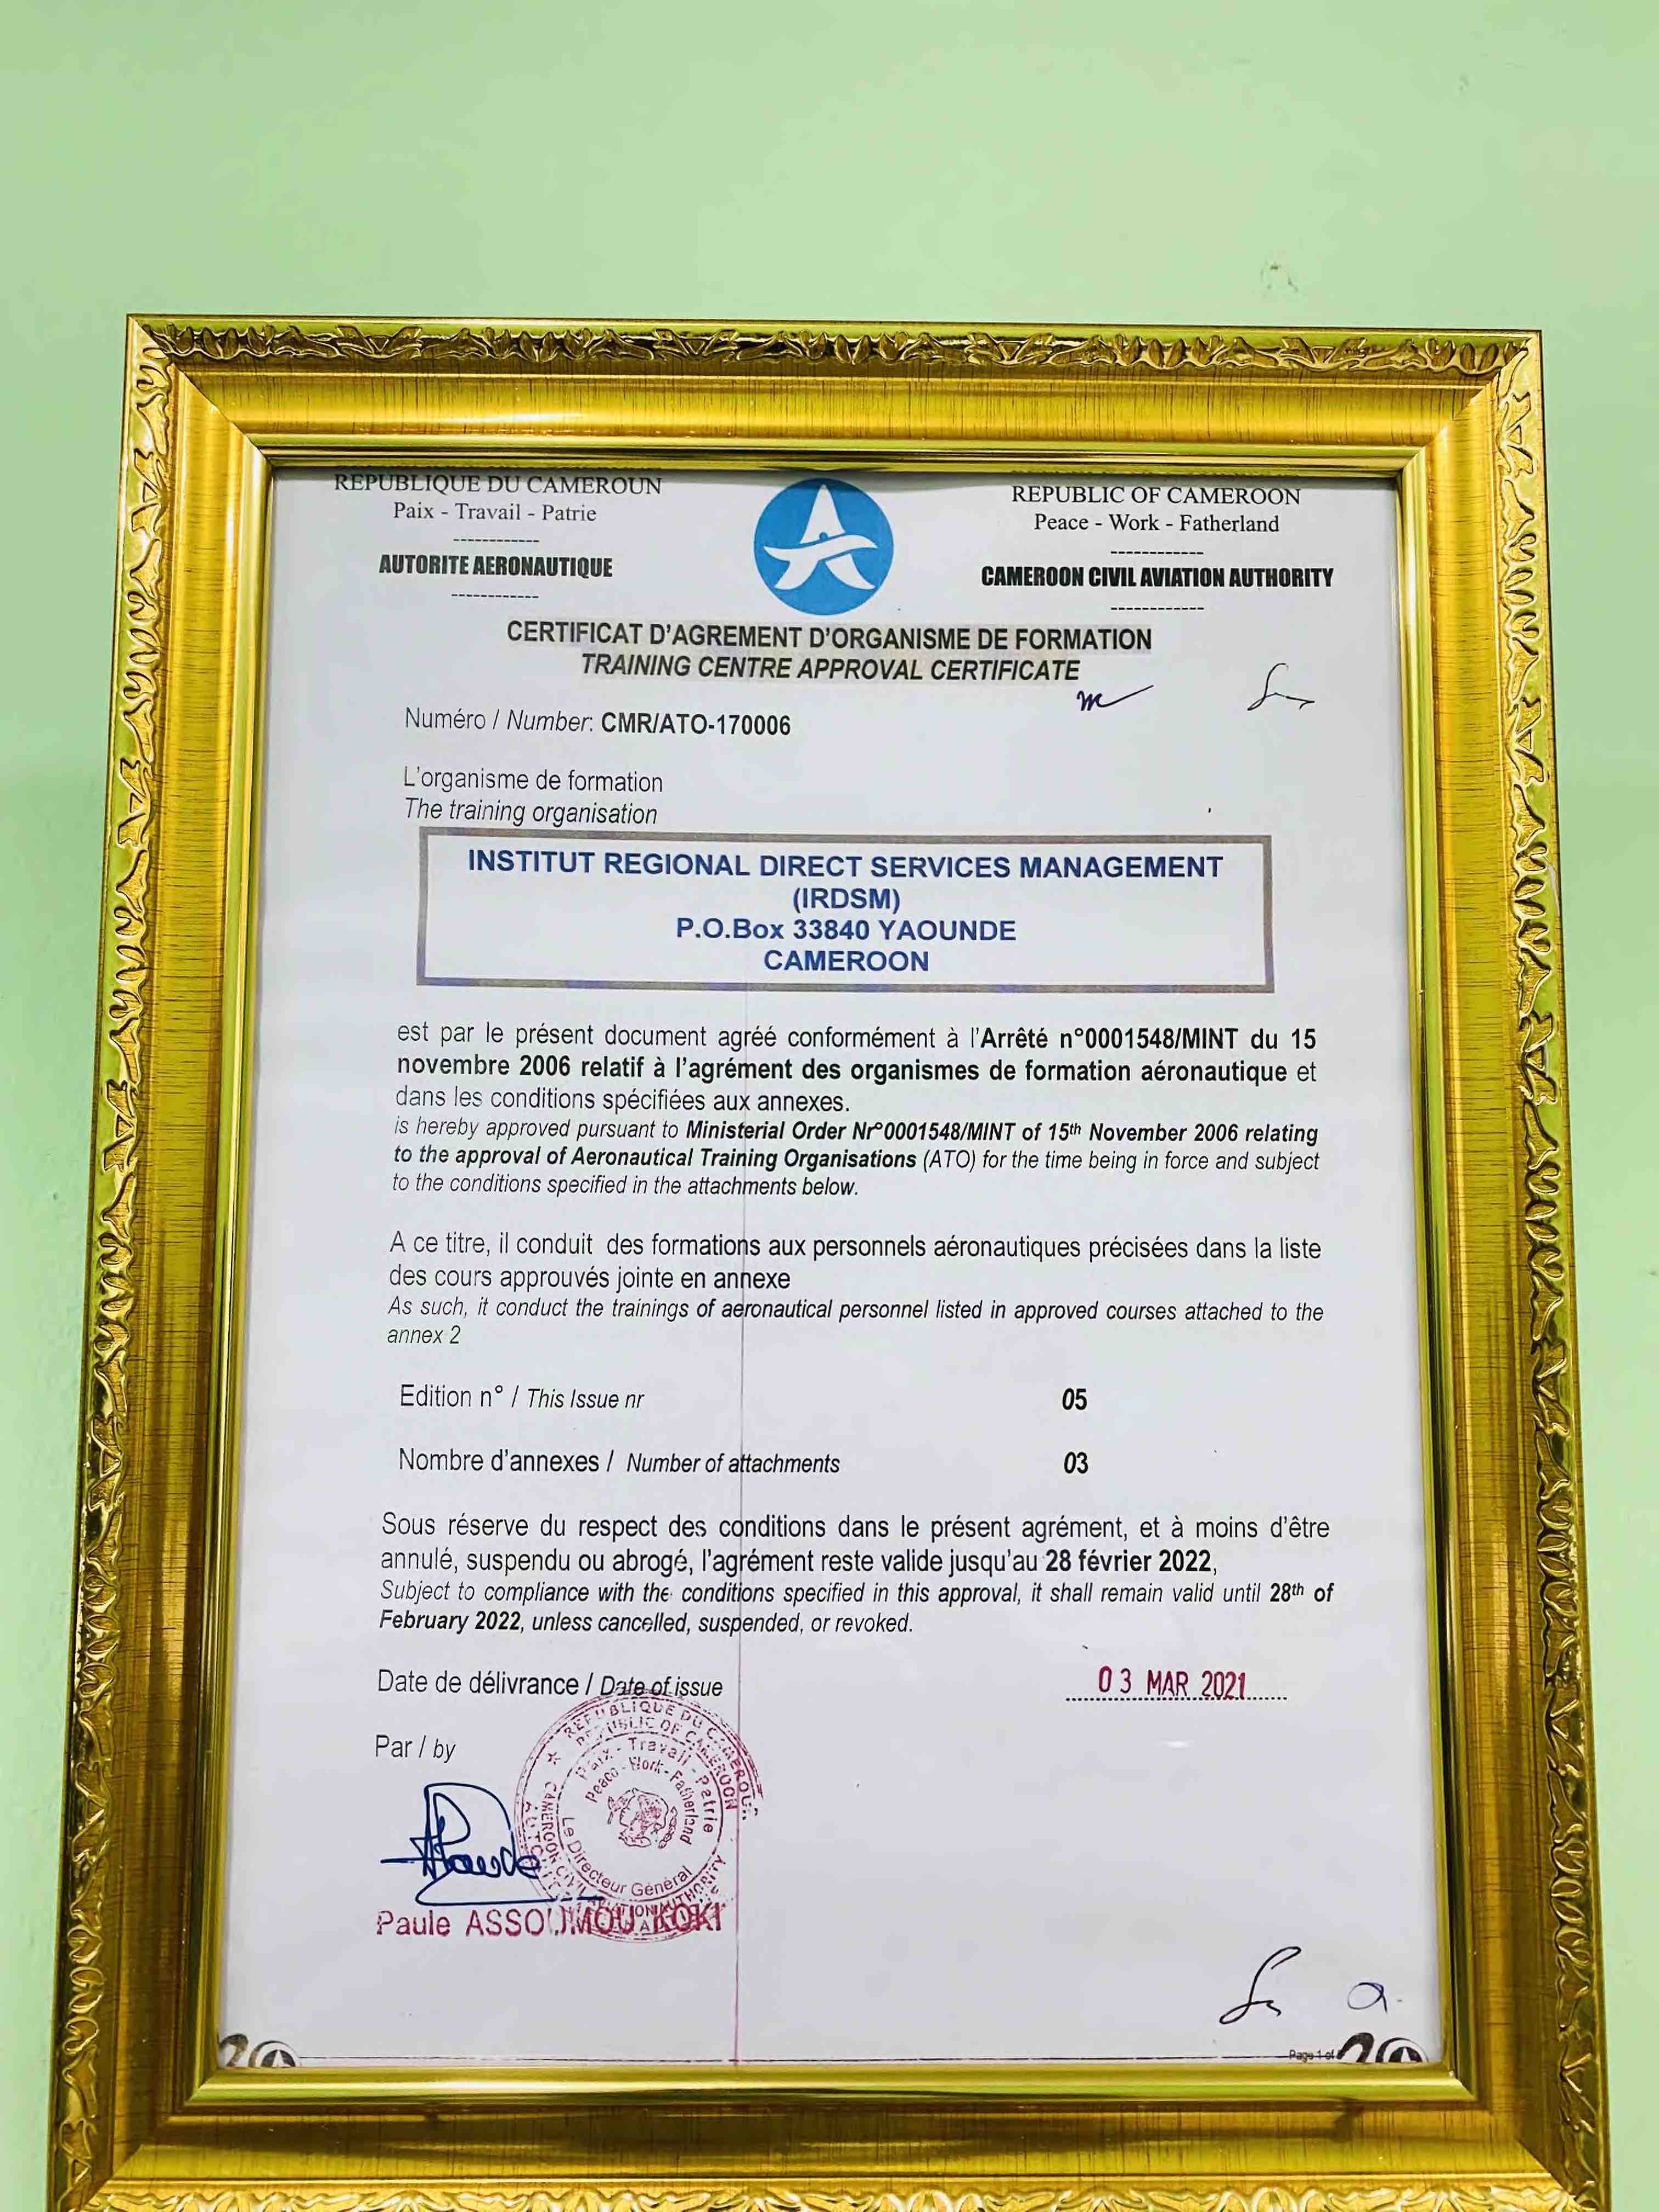 REPUBLIQUE DU CAMEROUN
Paix - Travail - Patrie
------------
AUTORITE AERONAUTIQUE
------------
REPUBLIC OF CAMEROON
Peace - Work - Fatherland
------------
CAMEROON CIVIL AVIATION AUTHORITY
------------
CERTIFICAT D'AGREMENT D'ORGANISME DE FORMATION
TRAINING CENTRE APPROVAL CERTIFICATE
Numéro / Number: CMR/ATO-170006
L'organisme de formation
The training organisation
INSTITUT REGIONAL DIRECT SERVICES MANAGEMENT
(IRDSM)
P.O.Box 33840 YAOUNDE
CAMEROON
est par le présent document agréé conformément à l'Arrêté n°0001548/MINT du 15
novembre 2006 relatif à l'agrément des organismes de formation aéronautique et
dans les conditions spécifiées aux annexes.
is hereby approved pursuant to Ministerial Order Nr°0001548/MINT of 15th November 2006 relating
to the approval of Aeronautical Training Organisations (ATO) for the time being in force and subject
to the conditions specified in the attachments below.
A ce titre, il conduit des formations aux personnels aéronautiques précisées dans la liste
des cours approuvés jointe en annexe
As such, it conduct the trainings of aeronautical personnel listed in approved courses attached to the
annex 2
Edition n° / This Issue nr 05
Nombre d'annexes / Number of attachments 03
Sous réserve du respect des conditions dans le présent agrément, et à moins d'être
annulé, suspendu ou abrogé, l'agrément reste valide jusqu'au 28 février 2022,
Subject to compliance with the conditions specified in this approval, it shall remain valid until 28th of
February 2022, unless cancelled, suspended, or revoked.
Date de délivrance / Date of issue 03 MAR 2021
Par / by
REPUBLIQUE DU CAMEROUN
REPUBLIC OF CAMEROON
Paix - Travail - Patrie
Peace - Work - Fatherland
Le Directeur Général
Paule ASSOUMOU KOKI
Page 1 of